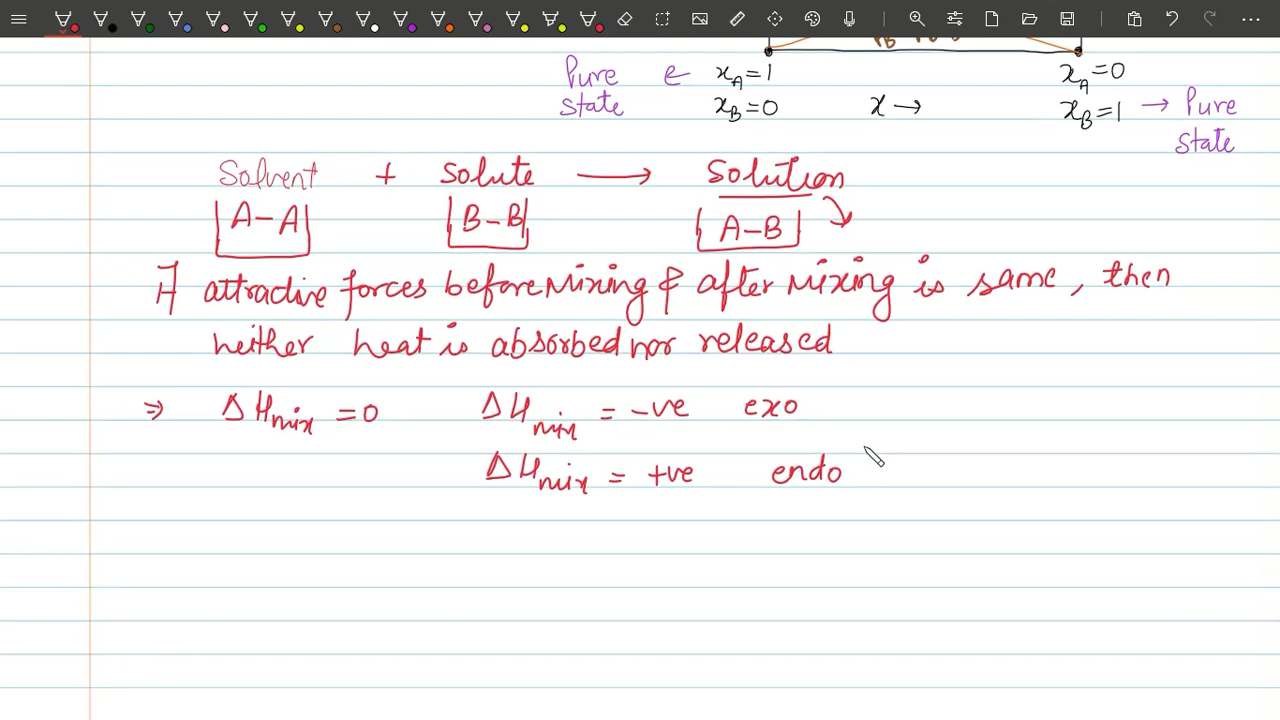 Pure ← x_A=1 x_A=0
state x_B=0 x → x_B=1 → Pure
state
Solvent + Solute → Solution
A-A B-B A-B
If attractive forces before Mixing & after Mixing is same, then
neither heat is absorbed nor released
⇒ ΔH_mix = 0 ΔH_mix = -ve exo
ΔH_mix = +ve endo